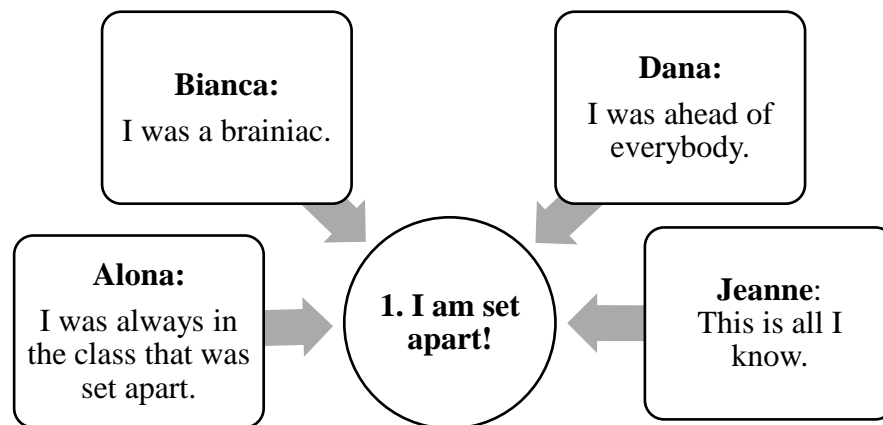 Bianca:
I was a brainiac.
Dana:
I was ahead of
everybody.
Alona:
I was always in
the class that was
set apart.
1. I am set
apart!
Jeanne:
This is all I
know.